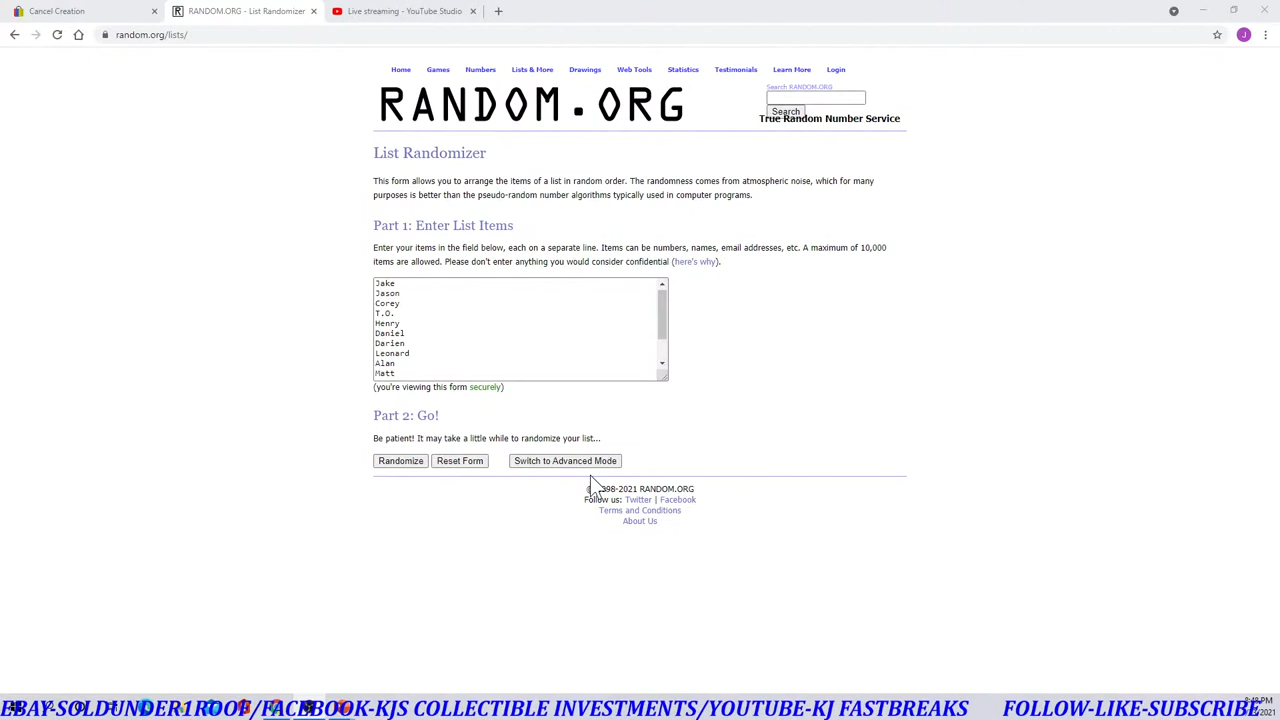 Cancel Creation
RANDOM.ORG - List Randomizer
Live streaming - YouTube Studio
random.org/lists/
J
Home Games Numbers Lists & More Drawings Web Tools Statistics Testimonials Learn More Login
Search RANDOM.ORG
RANDOM.ORG
Search
True Random Number Service
List Randomizer
This form allows you to arrange the items of a list in random order. The randomness comes from atmospheric noise, which for many
purposes is better than the pseudo-random number algorithms typically used in computer programs.
Part 1: Enter List Items
Enter your items in the field below, each on a separate line. Items can be numbers, names, email addresses, etc. A maximum of 10,000
items are allowed. Please don't enter anything you would consider confidential (here's why).
Jake
Jason
Corey
T.O.
Henry
Daniel
Darien
Leonard
Alan
Matt
(you're viewing this form securely)
Part 2: Go!
Be patient! It may take a little while to randomize your list...
Randomize Reset Form Switch to Advanced Mode
RANDOM.ORG
Follow us: Twitter | Facebook
Terms and Conditions
About Us
EBAY-SOLDUNDER1ROOF/FACEBOOK-KJS COLLECTIBLE INVESTMENTS/YOUTUBE-KJ FASTBREAKS FOLLOW-LIKE-SUBSCRIBE